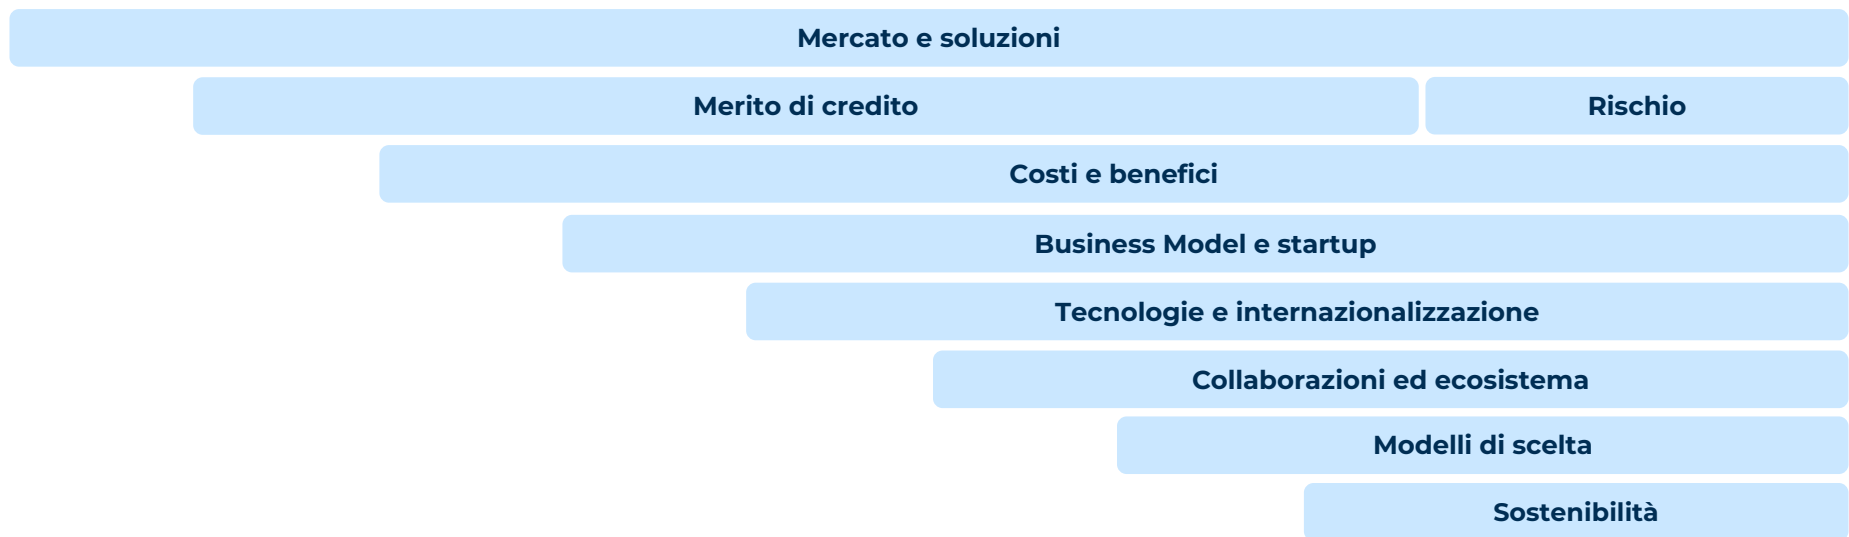 Mercato e soluzioni
Merito di credito
Rischio
Costi e benefici
Business Model e startup
Tecnologie e internazionalizzazione
Collaborazioni ed ecosistema
Modelli di scelta
Sostenibilità